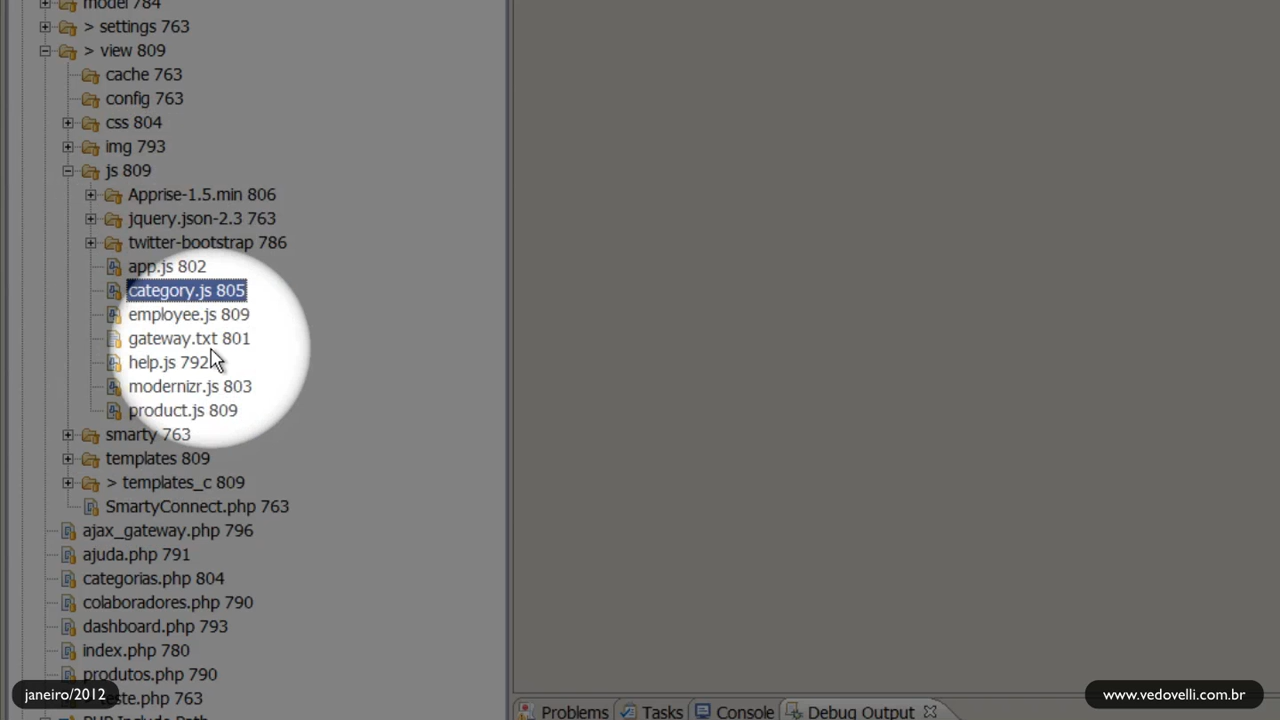 model 784
> settings 763
> view 809
cache 763
config 763
css 804
img 793
js 809
Apprise-1.5.min 806
jquery.json-2.3 763
twitter-bootstrap 786
app.js 802
category.js 805
employee.js 809
gateway.txt 801
help.js 792
modernizr.js 803
product.js 809
smarty 763
templates 809
> templates_c 809
SmartyConnect.php 763
ajax_gateway.php 796
ajuda.php 791
categorias.php 804
colaboradores.php 790
dashboard.php 793
index.php 780
produtos.php 790
teste.php 763
PHP Include Path
janeiro/2012
www.vedovelli.com.br
Problems Tasks Console Debug Output